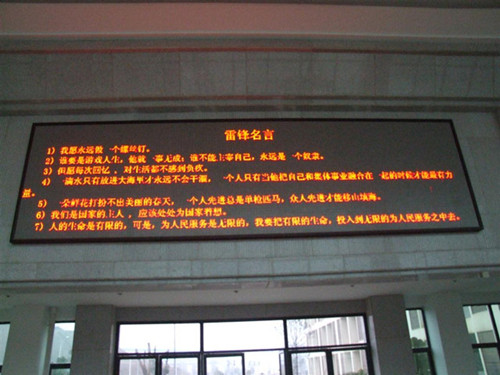 雷锋名言
1）我愿永远做一个螺丝钉。
2）谁要是游戏人生，他就一事无成；谁不能主宰自己，永远是一个奴隶。
3）但愿每次回忆，对生活都不感到负疚。
4）一滴水只有放进大海里才永远不会干涸，一个人只有当他把自己和集体事业融合在一起的时候才能最有力
量。
5）一朵鲜花打扮不出美丽的春天，一个人先进总是单枪匹马，众人先进才能移山填海。
6）我们是国家的主人，应该处处为国家着想。
7）人的生命是有限的，可是，为人民服务是无限的，我要把有限的生命，投入到无限的为人民服务之中去。